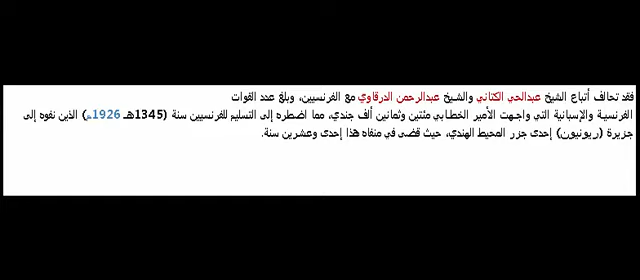 فقد تحالف أتباع الشيخ عبدالحي الكتاني والشيخ عبدالرحمن الدرقاوي مع الفرنسيين، وبلغ عدد القوات
الفرنسية والإسبانية التي واجهت الأمير الخطابي مئتين وثمانين ألف جندي، مما اضطره إلى التسليم للفرنسيين سنة (1345هـ 1926م) الذين نفوه إلى
جزيرة (ريونيون) إحدى جزر المحيط الهندي، حيث قضى في منفاه هذا إحدى وعشرين سنة.